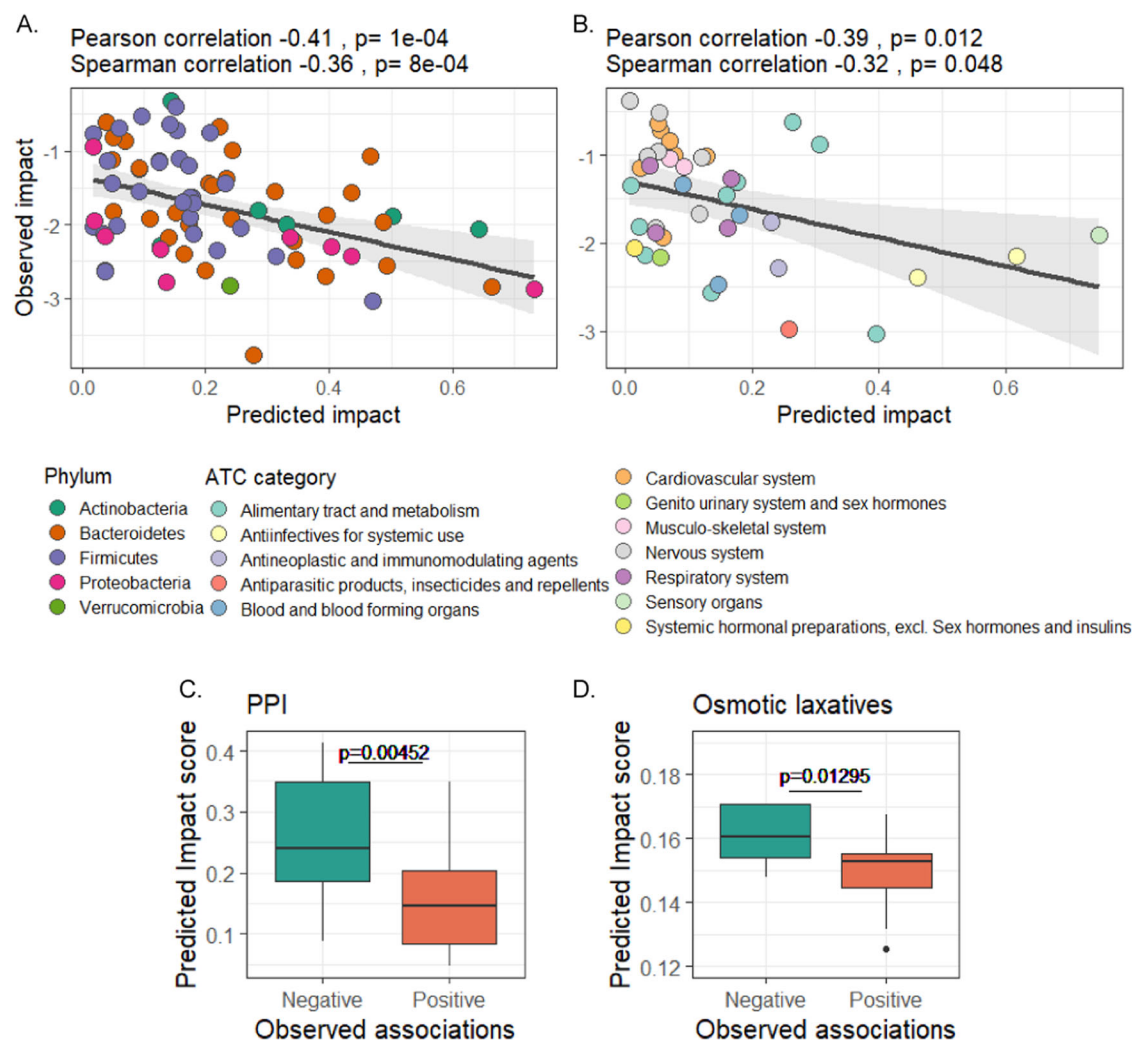 A.
Pearson correlation -0.41 , p= 1e-04
Spearman correlation -0.36 , p= 8e-04
Observed impact
-1
-2
-3
0.0 0.2 0.4 0.6
Predicted impact
B.
Pearson correlation -0.39 , p= 0.012
Spearman correlation -0.32 , p= 0.048
-1
-2
-3
0.0 0.2 0.4 0.6
Predicted impact
Phylum
Actinobacteria
Bacteroidetes
Firmicutes
Proteobacteria
Verrucomicrobia
ATC category
Alimentary tract and metabolism
Antiinfectives for systemic use
Antineoplastic and immunomodulating agents
Antiparasitic products, insecticides and repellents
Blood and blood forming organs
Cardiovascular system
Genito urinary system and sex hormones
Musculo-skeletal system
Nervous system
Respiratory system
Sensory organs
Systemic hormonal preparations, excl. Sex hormones and insulins
C.
PPI
Predicted Impact score
0.4
0.3
0.2
0.1
p=0.00452
Negative Positive
Observed associations
D.
Osmotic laxatives
Predicted Impact score
0.18
0.16
0.14
0.12
p=0.01295
Negative Positive
Observed associations